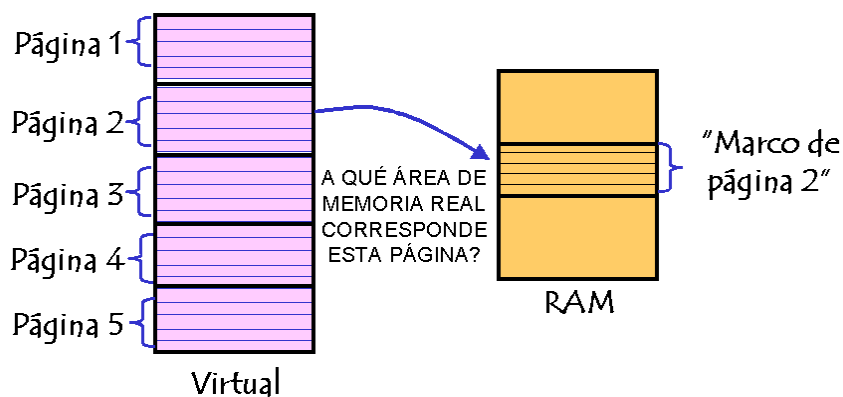 Página 1
Página 2
Página 3
Página 4
Página 5
Virtual
A QUÉ ÁREA DE
MEMORIA REAL
CORRESPONDE
ESTA PÁGINA?
"Marco de
página 2"
RAM